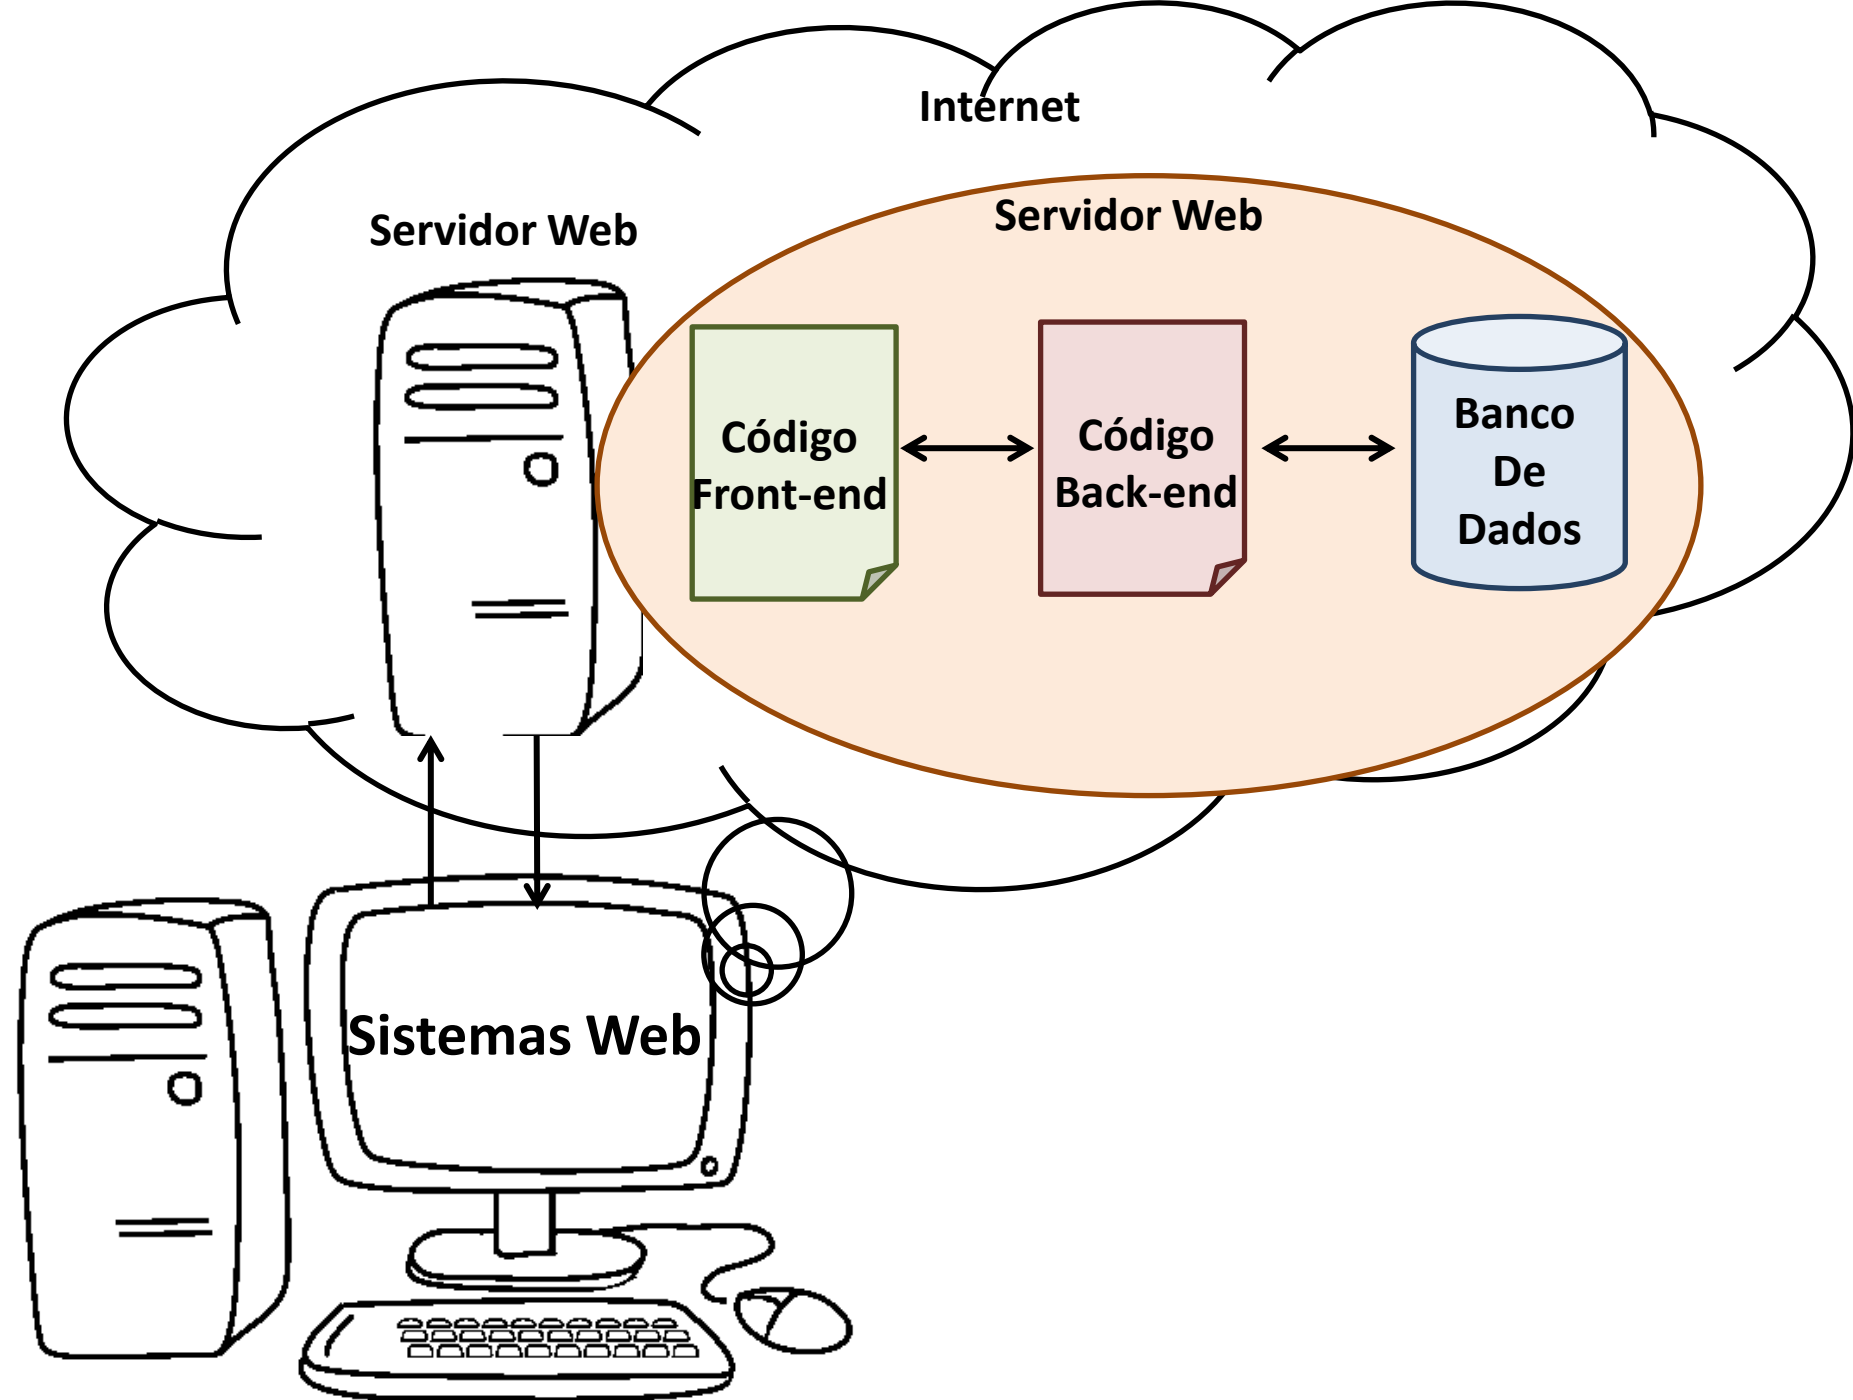 Internet
Servidor Web
Servidor Web
Código
Front-end
Código
Back-end
Banco
De
Dados
Sistemas Web